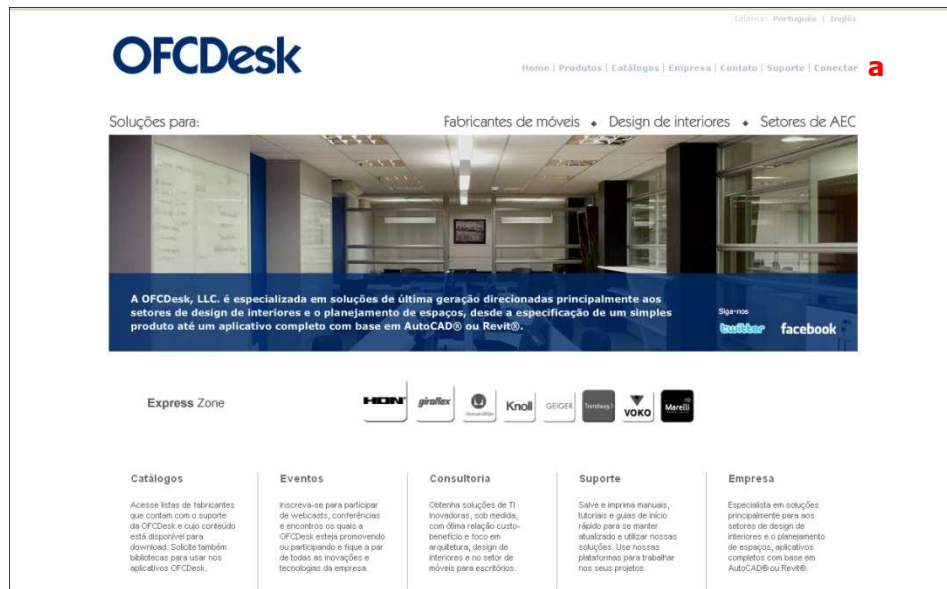 Idioma: Português | Inglés
OFCDesk
Home | Produtos | Catálogos | Empresa | Contato | Suporte | Conectar
a
Soluções para:
Fabricantes de móveis ⬥ Design de interiores ⬥ Setores de AEC
A OFCDesk, LLC. é especializada em soluções de última geração direcionadas principalmente aos
setores de design de interiores e o planejamento de espaços, desde a especificação de um simples
produto até um aplicativo completo com base em AutoCAD® ou Revit®.
Siga-nos
twitter facebook
Express Zone
HON giroflex HermanMiller Knoll GEIGER Trendway VOKO Marelli
Catálogos
Acesse listas de fabricantes
que contam com o suporte
da OFCDesk e cujo conteúdo
está disponível para
download. Solicite também
bibliotecas para usar nos
aplicativos OFCDesk.
Eventos
Inscreva-se para participar
de webcasts, conferências
e encontros os quais a
OFCDesk esteja promovendo
ou participando e fique a par
de todas as inovações e
tecnologias da empresa.
Consultoria
Obtenha soluções de TI
inovadoras, sob medida,
com ótima relação custo-
benefício e foco em
arquitetura, design de
interiores e no setor de
móveis para escritórios.
Suporte
Salve e imprima manuais,
tutoriais e guias de início
rápido para se manter
atualizado e utilizar nossas
soluções. Use nossas
plataformas para trabalhar
nos seus projetos.
Empresa
Especialista em soluções
principalmente para aos
setores de design de
interiores e o planejamento
de espaços, aplicativos
completos com base em
AutoCAD® ou Revit®.